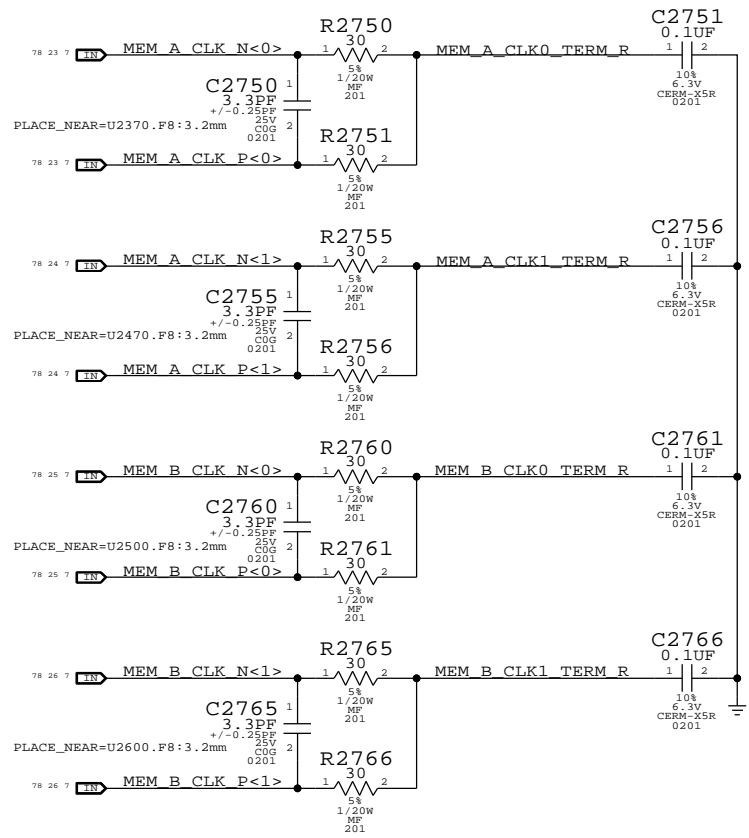 78 23 7 IN MEM_A_CLK_N<0>
R2750
1 30 2
5%
1/20W
MF
201
MEM_A_CLK0_TERM_R
C2751
0.1UF
1 2
10%
6.3V
CERM-X5R
0201
C2750 1
3.3PF
+/-0.25PF
25V
C0G 2
0201
PLACE_NEAR=U2370.F8:3.2mm
78 23 7 IN MEM_A_CLK_P<0>
R2751
1 30 2
5%
1/20W
MF
201
78 24 7 IN MEM_A_CLK_N<1>
R2755
1 30 2
5%
1/20W
MF
201
MEM_A_CLK1_TERM_R
C2756
0.1UF
1 2
10%
6.3V
CERM-X5R
0201
C2755 1
3.3PF
+/-0.25PF
25V
C0G 2
0201
PLACE_NEAR=U2470.F8:3.2mm
78 24 7 IN MEM_A_CLK_P<1>
R2756
1 30 2
5%
1/20W
MF
201
78 25 7 IN MEM_B_CLK_N<0>
R2760
1 30 2
5%
1/20W
MF
201
MEM_B_CLK0_TERM_R
C2761
0.1UF
1 2
10%
6.3V
CERM-X5R
0201
C2760 1
3.3PF
+/-0.25PF
25V
C0G 2
0201
PLACE_NEAR=U2500.F8:3.2mm
78 25 7 IN MEM_B_CLK_P<0>
R2761
1 30 2
5%
1/20W
MF
201
78 26 7 IN MEM_B_CLK_N<1>
R2765
1 30 2
5%
1/20W
MF
201
MEM_B_CLK1_TERM_R
C2766
0.1UF
1 2
10%
6.3V
CERM-X5R
0201
C2765 1
3.3PF
+/-0.25PF
25V
C0G 2
0201
PLACE_NEAR=U2600.F8:3.2mm
78 26 7 IN MEM_B_CLK_P<1>
R2766
1 30 2
5%
1/20W
MF
201